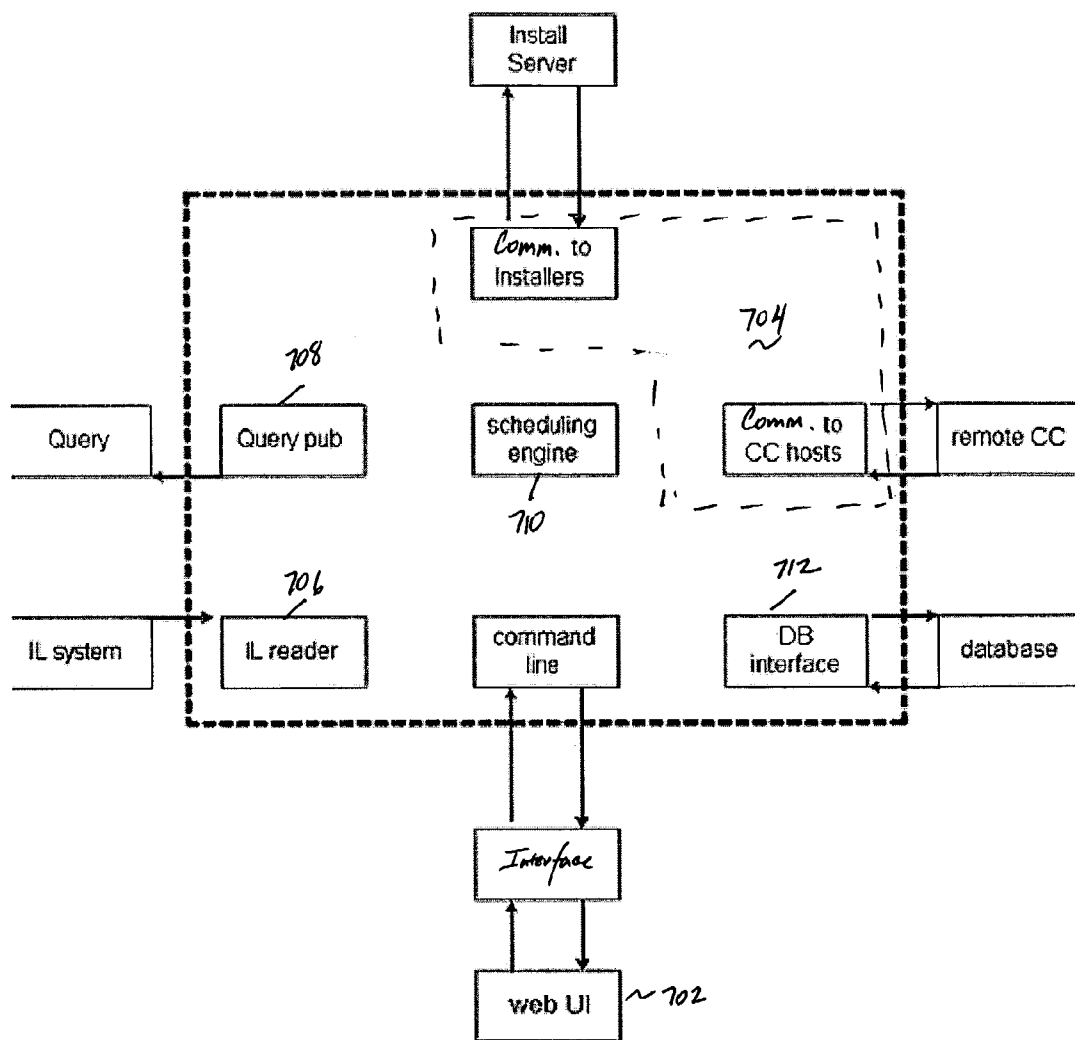 Install
Server
Comm. to
Installers
704
708
Query
Query pub
scheduling
engine
Comm. to
CC hosts
remote CC
710
706
712
IL system
IL reader
command
line
DB
interface
database
Interface
web UI
702